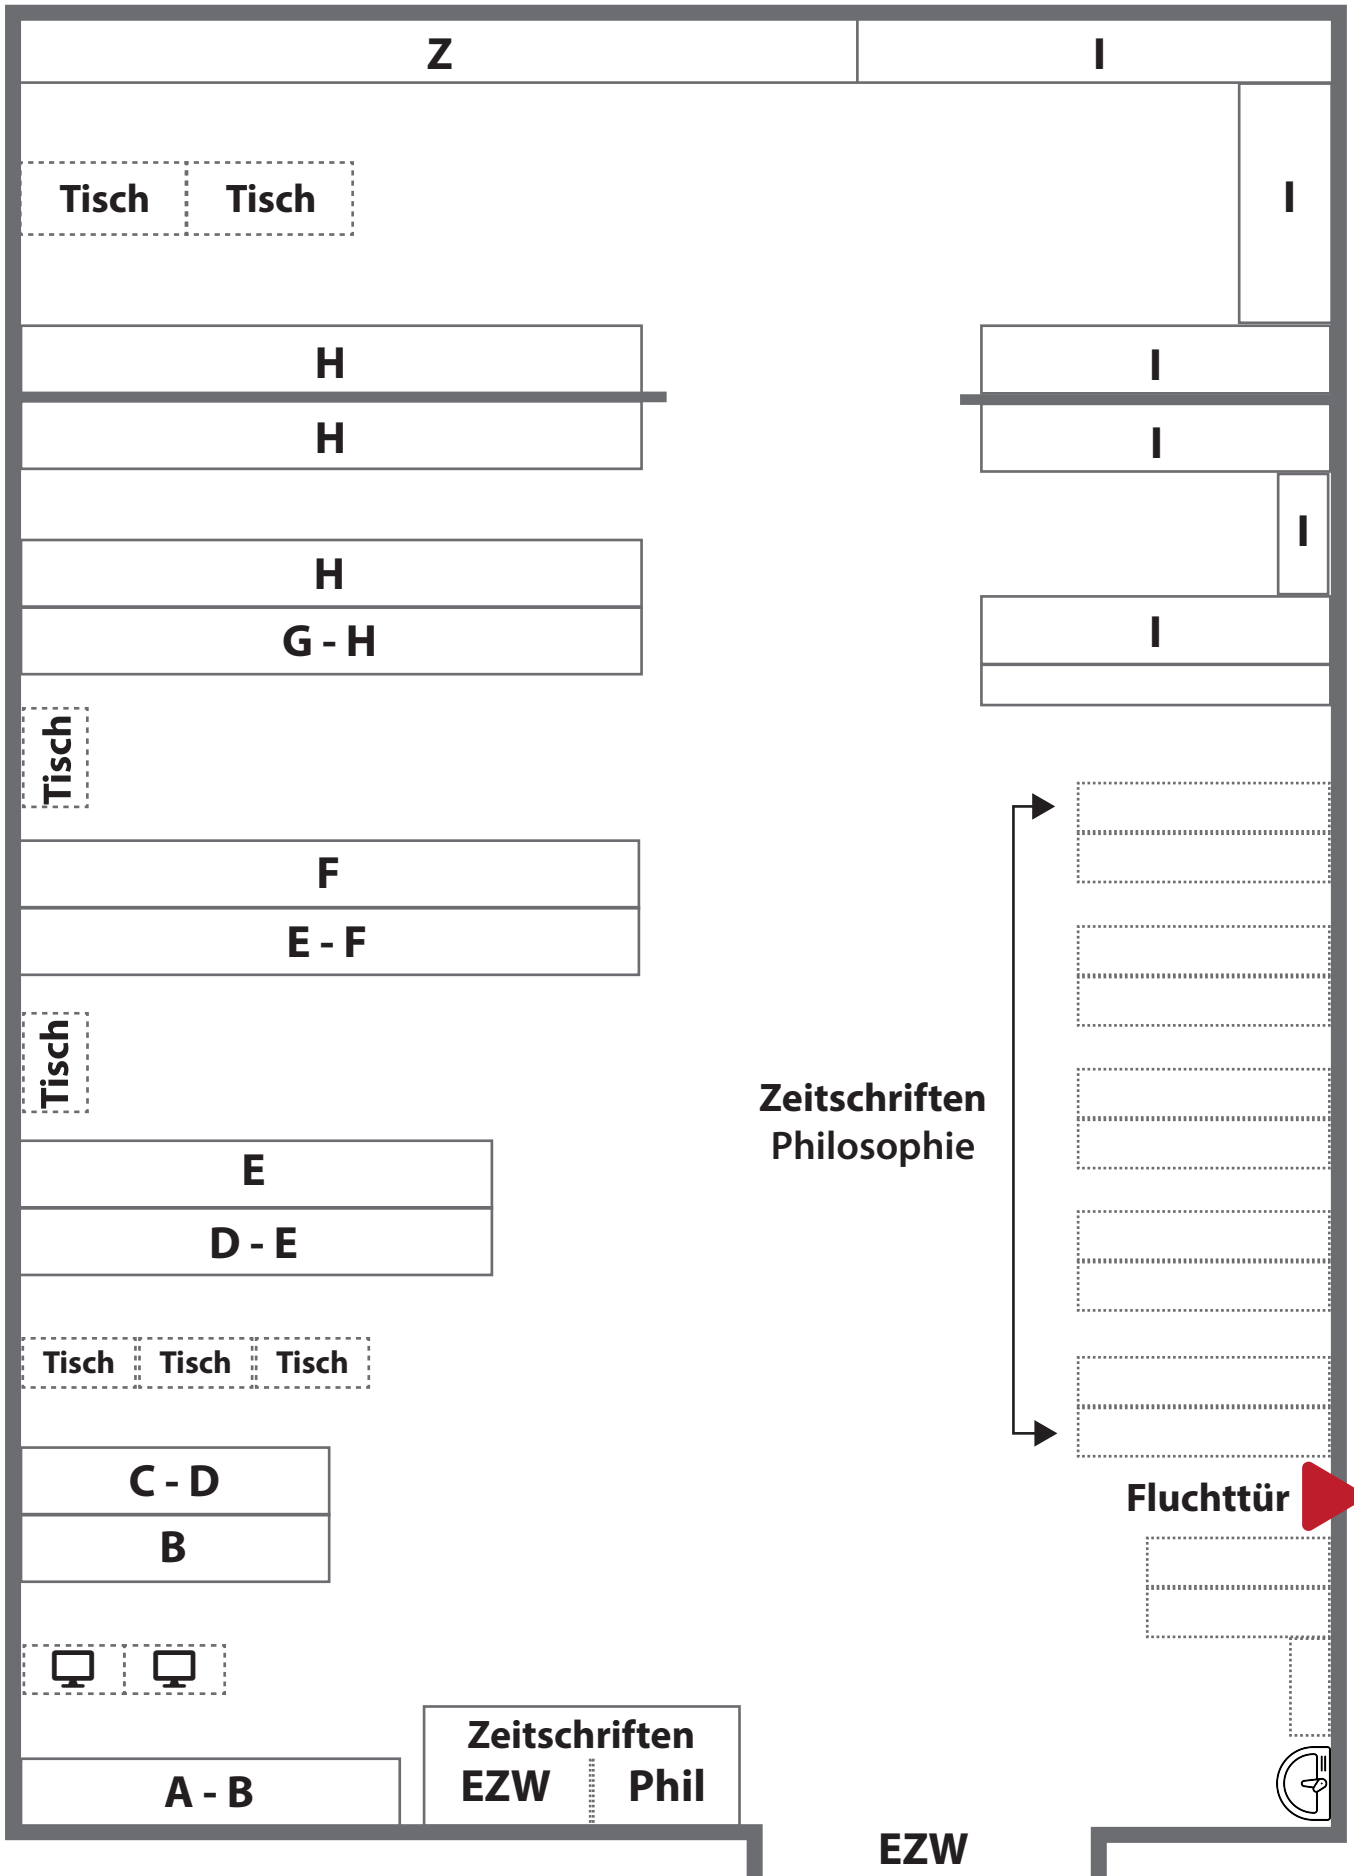 Z
I
Tisch
Tisch
I
H
I
H
I
I
H
I
G - H
Tisch
F
E - F
Tisch
Zeitschriften
Philosophie
E
D - E
Tisch
Tisch
Tisch
C - D
Fluchttür
B
Zeitschriften
EZW
Phil
A - B
EZW